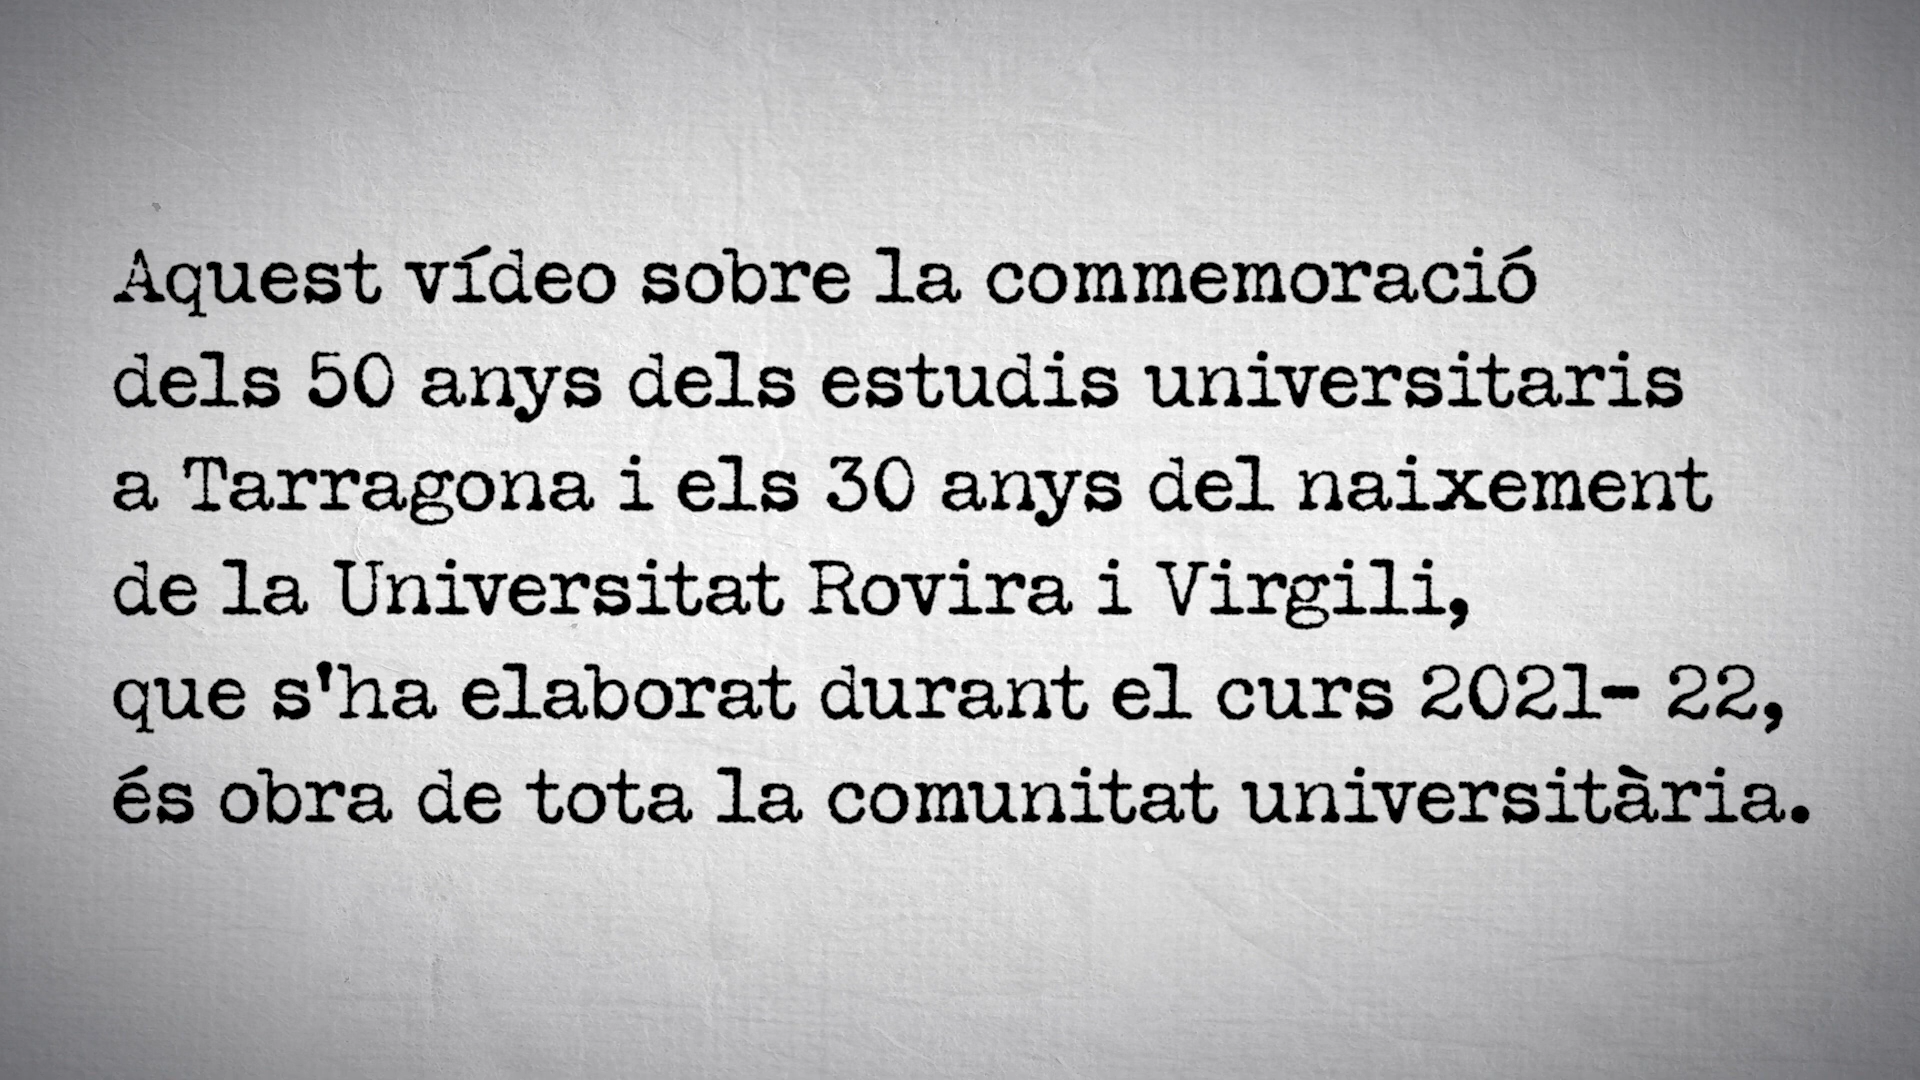 Aquest vídeo sobre la commemoració
dels 50 anys dels estudis universitaris
a Tarragona i els 30 anys del naixement
de la Universitat Rovira i Virgili,
que s'ha elaborat durant el curs 2021- 22,
és obra de tota la comunitat universitària.